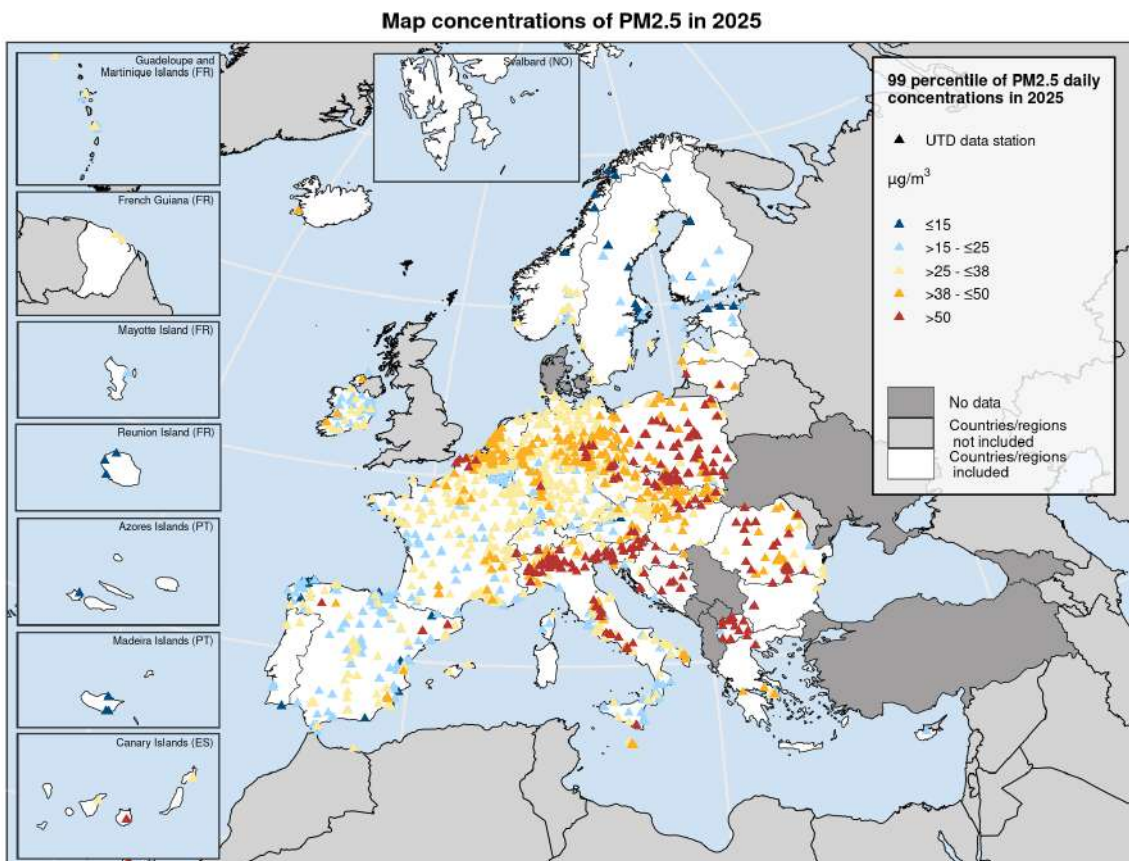 Map concentrations of PM2.5 in 2025
Guadeloupe and
Martinique Islands (FR)
Svalbard (NO)
French Guiana (FR)
Mayotte Island (FR)
Reunion Island (FR)
Azores Islands (PT)
Madeira Islands (PT)
Canary Islands (ES)
99 percentile of PM2.5 daily
concentrations in 2025
UTD data station
µg/m³
≤15
>15 - ≤25
>25 - ≤38
>38 - ≤50
>50
No data
Countries/regions
not included
Countries/regions
included